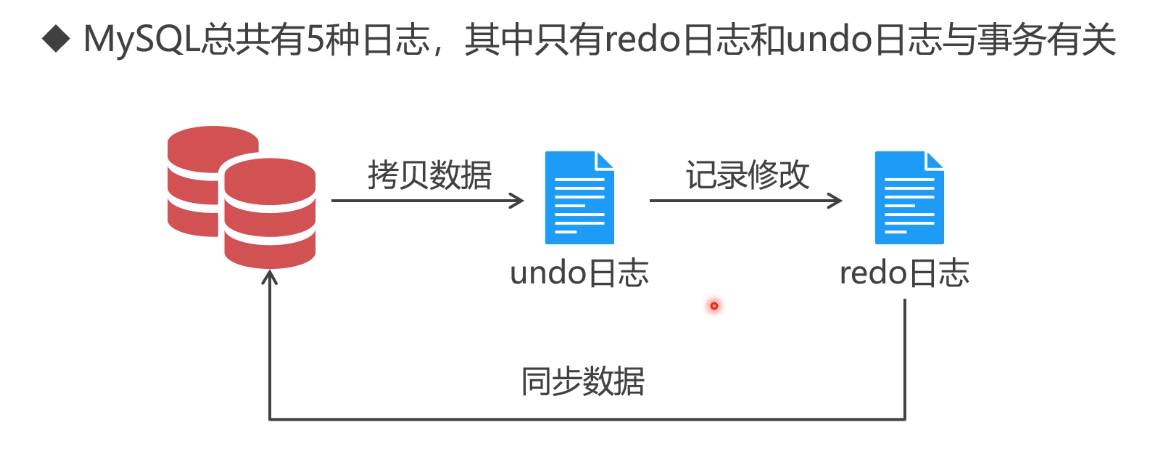 ◆ MySQL总共有5种日志，其中只有redo日志和undo日志与事务有关
拷贝数据
记录修改
undo日志
redo日志
同步数据